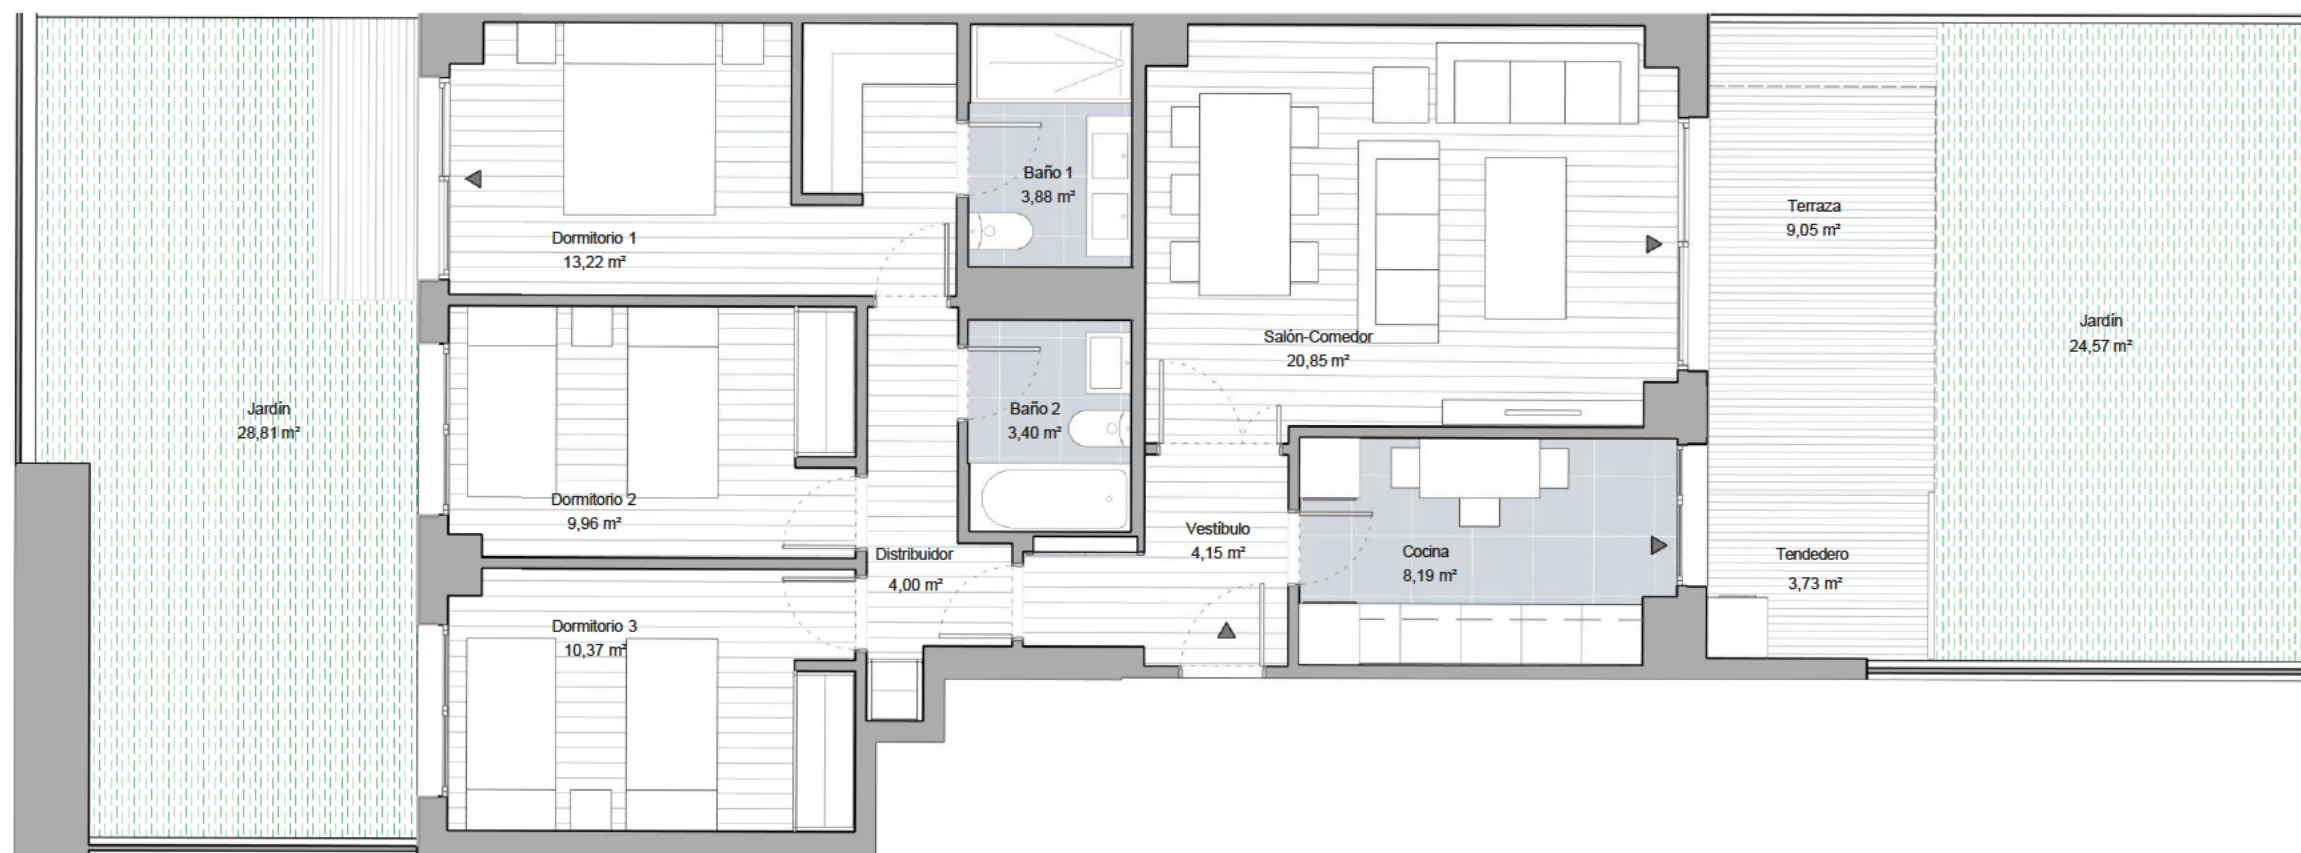 Dormitorio 1
13,22 m²
Baño 1
3,88 m²
Terraza
9,05 m²
Salón-Comedor
20,85 m²
Jardín
24,57 m²
Jardín
28,81 m²
Baño 2
3,40 m²
Dormitorio 2
9,96 m²
Distribuidor
4,00 m²
Vestíbulo
4,15 m²
Cocina
8,19 m²
Tendedero
3,73 m²
Dormitorio 3
10,37 m²